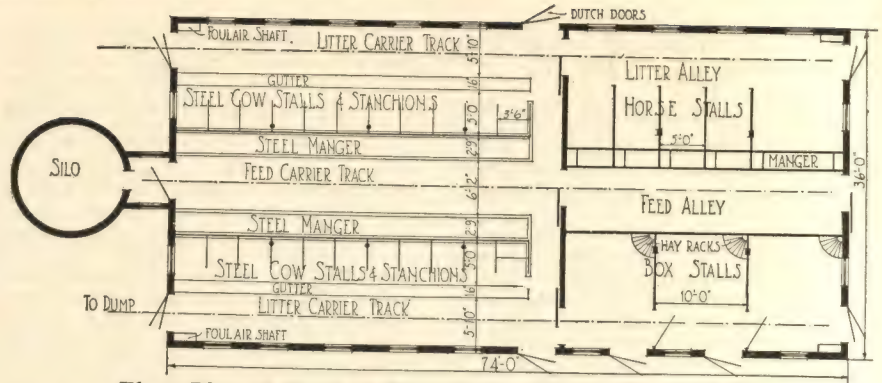 DUTCH DOORS
FOULAIR SHAFT.
LITTER CARRIER TRACK
5'-10"
LITTER ALLEY
GUTTER
16"
STEEL COW STALLS & STANCHIONS
3'-6"
5'-0"
HORSE STALLS
5'-0"
STEEL MANGER
2'9"
MANGER
SILO
FEED CARRIER TRACK
6'-2"
36'-0"
FEED ALLEY
STEEL MANGER
2'9"
HAY RACKS
BOX STALLS
5'-0"
STEEL COW STALLS & STANCHIONS
GUTTER
16"
10'-0"
TO DUMP
LITTER CARRIER TRACK
5'-10"
FOULAIR SHAFT
74'-0"